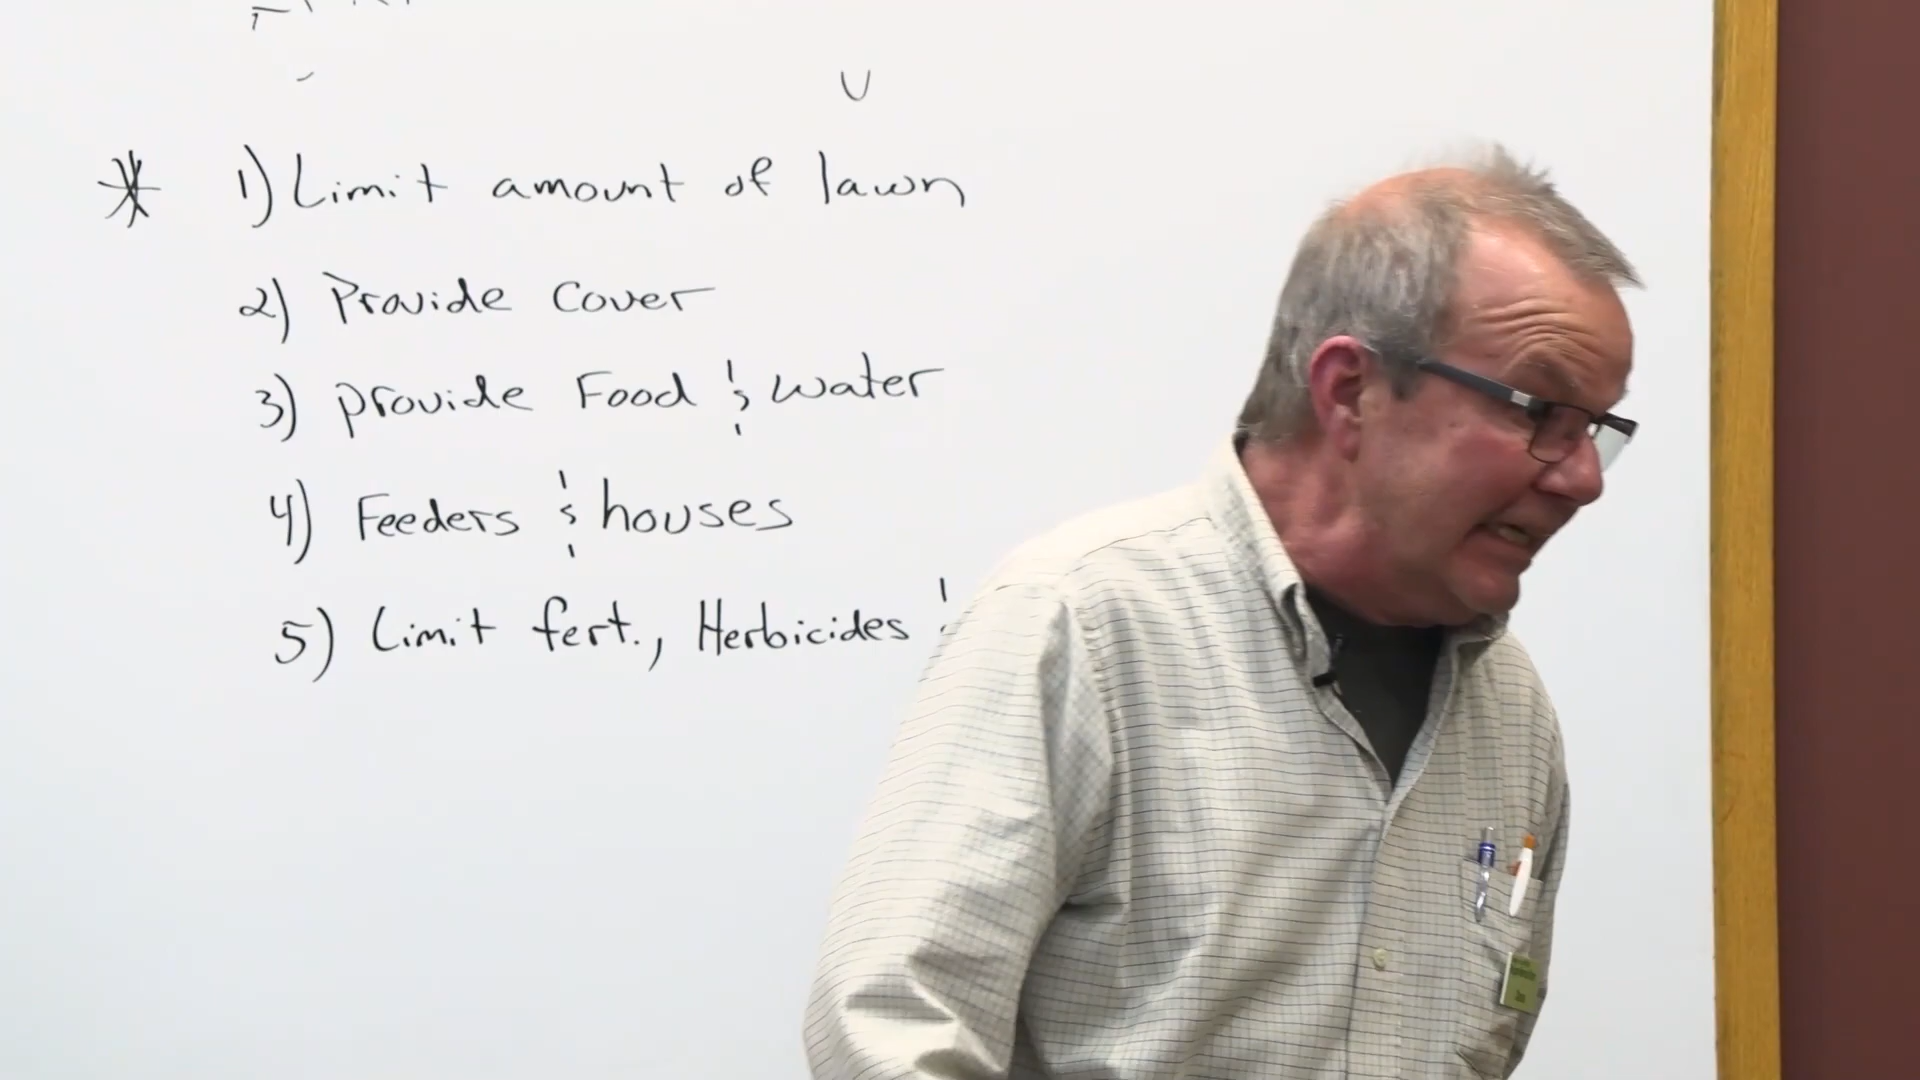 * 1) Limit amount of lawn
2) Provide Cover
3) provide Food & water
4) Feeders & houses
5) Limit fert., Herbicides